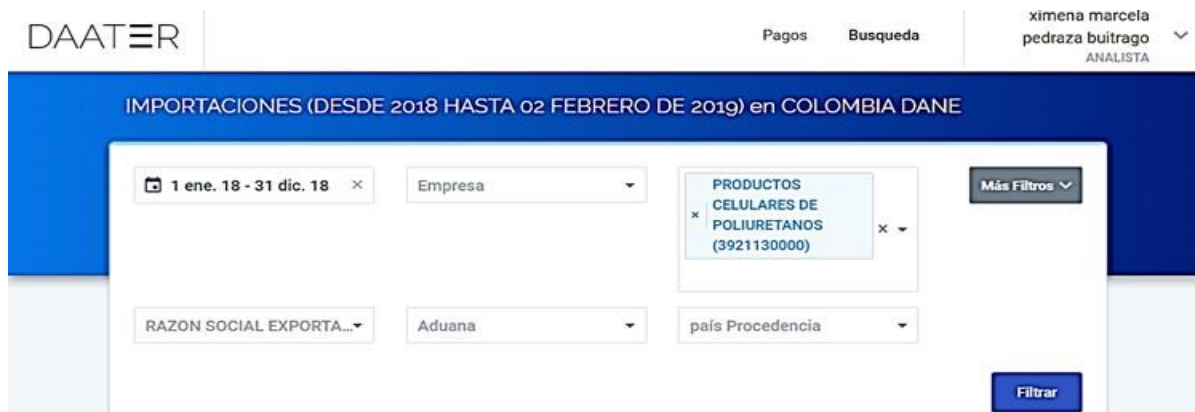 DAATER
Pagos
Busqueda
ximena marcela
pedraza buitrago
ANALISTA
IMPORTACIONES (DESDE 2018 HASTA 02 FEBRERO DE 2019) en COLOMBIA DANE
1 ene. 18 - 31 dic. 18 ×
Empresa
× PRODUCTOS
CELULARES DE
POLIURETANOS
(3921130000)
×
Más Filtros
RAZON SOCIAL EXPORTA...
Aduana
país Procedencia
Filtrar